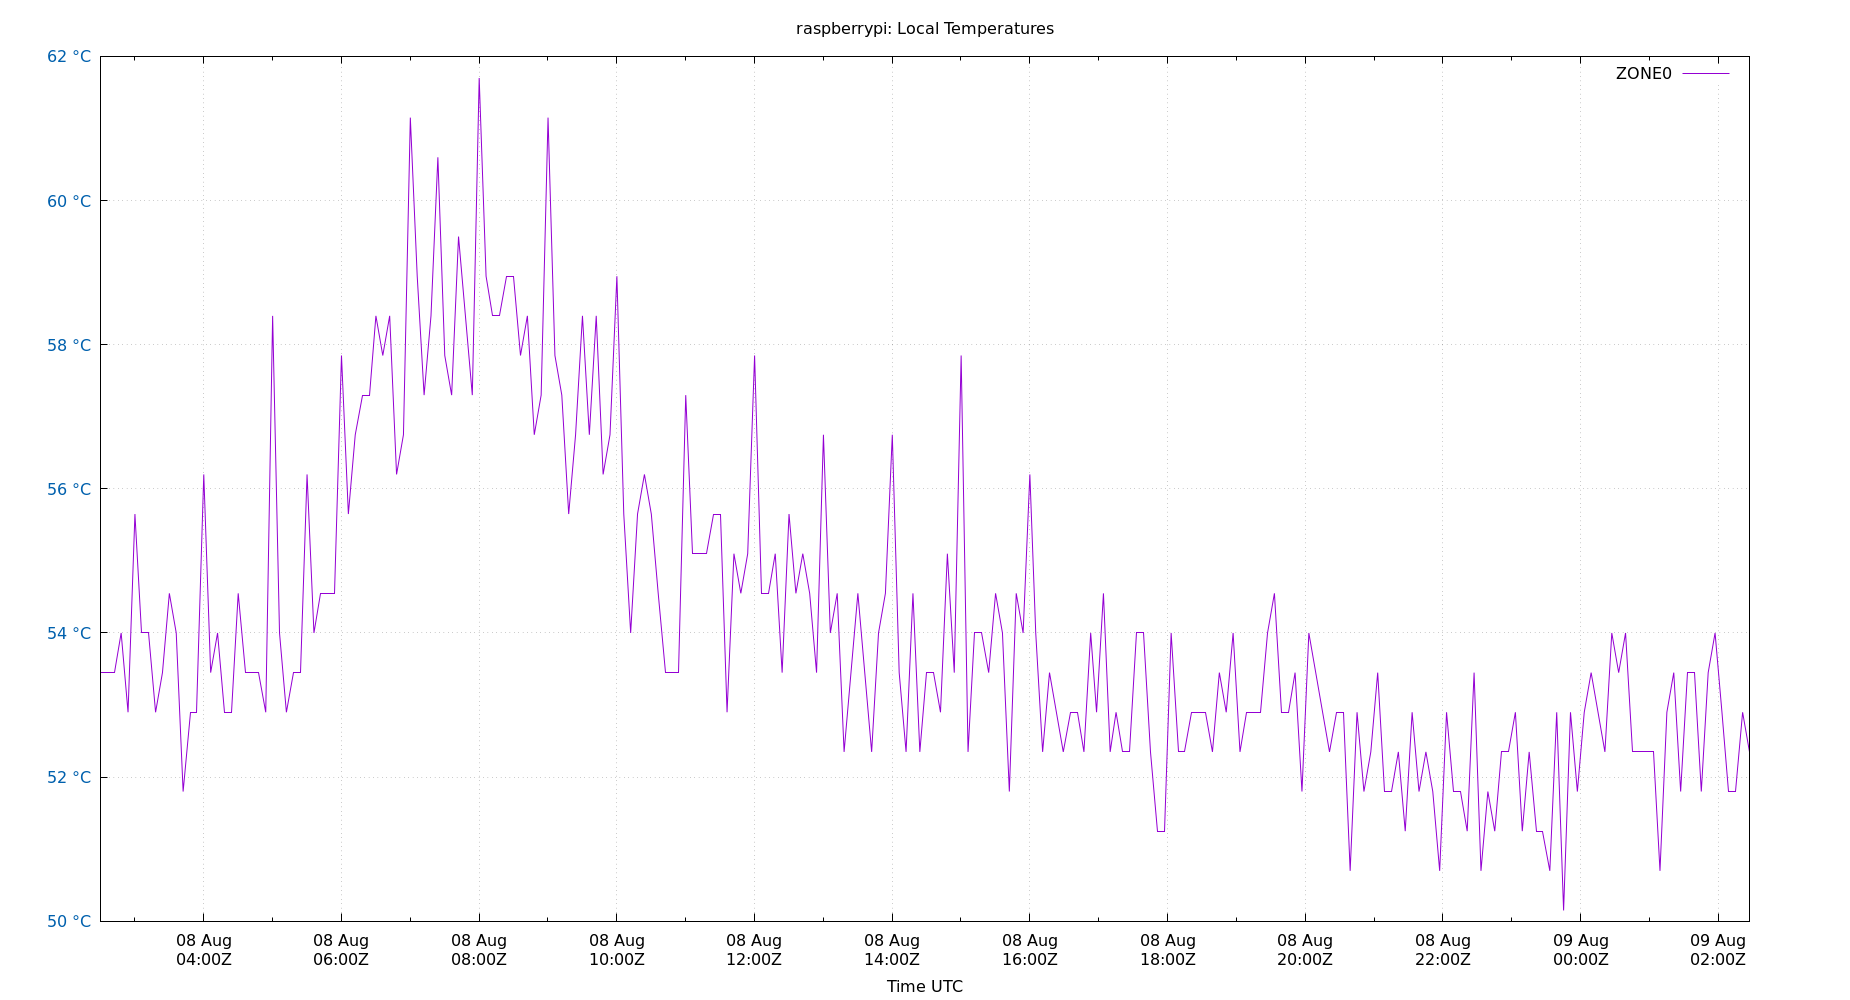 raspberrypi: Local Temperatures
62 °C
ZONE0
60 °C
58 °C
56 °C
54 °C
52 °C
50 °C
08 Aug 08 Aug 08 Aug 08 Aug 08 Aug 08 Aug 08 Aug 08 Aug 08 Aug 08 Aug 09 Aug 09 Aug
04:00Z 06:00Z 08:00Z 10:00Z 12:00Z 14:00Z 16:00Z 18:00Z 20:00Z 22:00Z 00:00Z 02:00Z
Time UTC